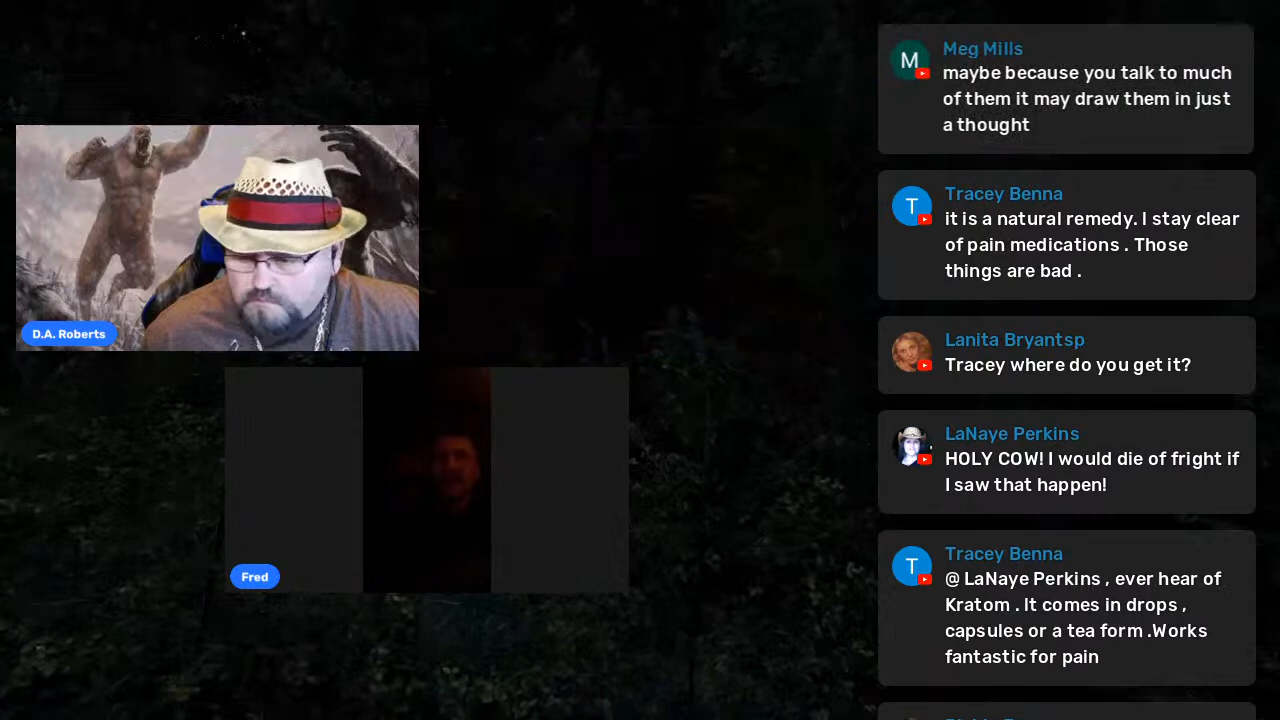 D.A. Roberts
Fred
M
Meg Mills
maybe because you talk to much
of them it may draw them in just
a thought
T
Tracey Benna
it is a natural remedy. I stay clear
of pain medications . Those
things are bad .
Lanita Bryantsp
Tracey where do you get it?
LaNaye Perkins
HOLY COW! I would die of fright if
I saw that happen!
T
Tracey Benna
@ LaNaye Perkins , ever hear of
Kratom . It comes in drops ,
capsules or a tea form .Works
fantastic for pain